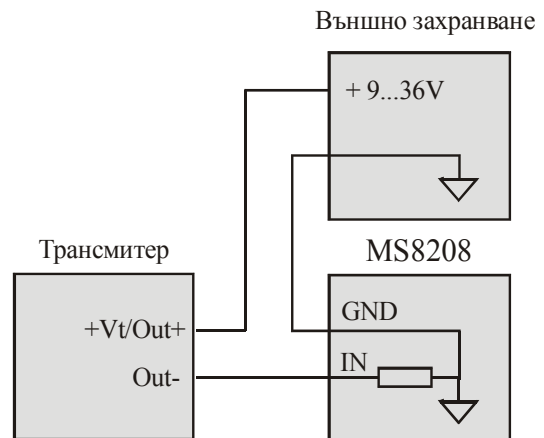 Външно захранване
+ 9...36V
Трансмитер
MS8208
+Vt/Out+
GND
Out-
IN